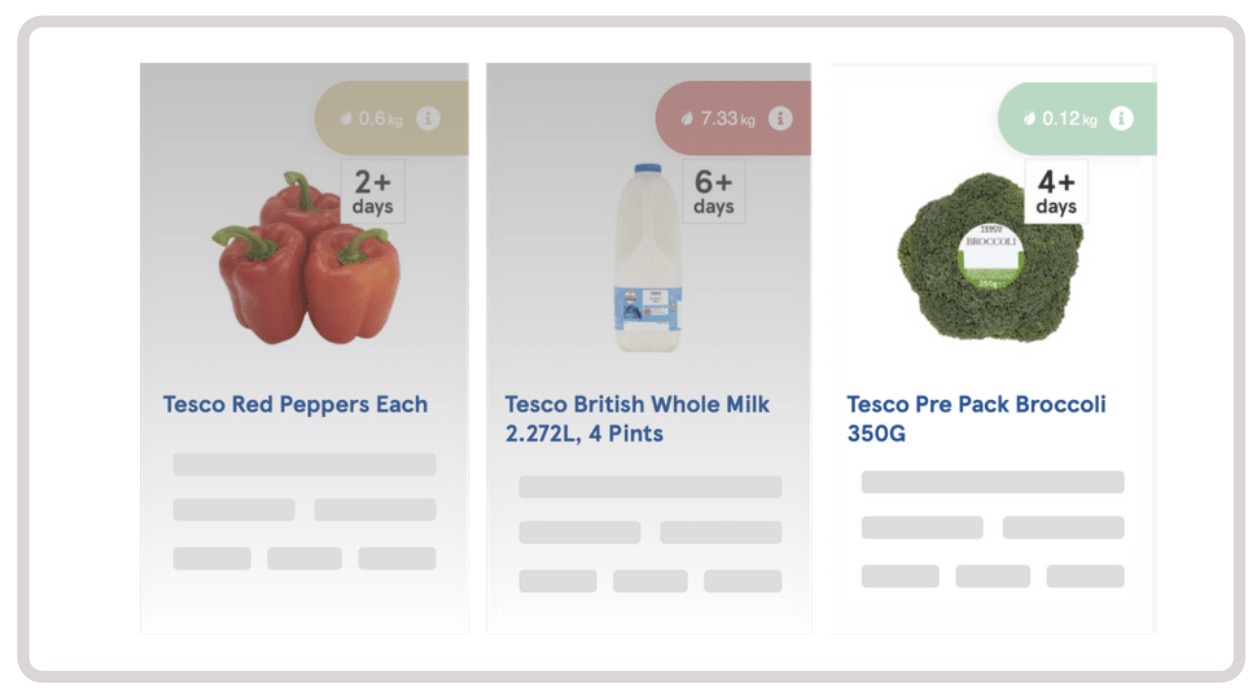 0.6 kg
2+
days
Tesco Red Peppers Each
7.33 kg
6+
days
Tesco British Whole Milk
2.272L, 4 Pints
0.12 kg
4+
days
TESCO
BROCCOLI
350g
Tesco Pre Pack Broccoli
350G